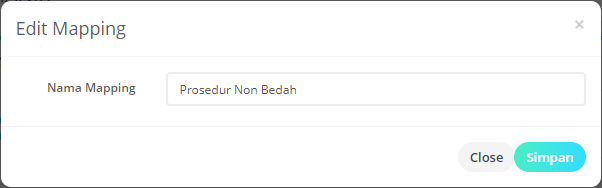 Edit Mapping
×
Nama Mapping
Prosedur Non Bedah
Close
Simpan